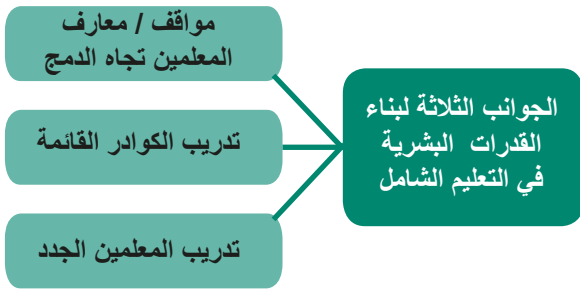 الجوانب الثلاثة لبناء
القدرات البشرية
في التعليم الشامل
مواقف / معارف
المعلمين تجاه الدمج
تدريب الكوادر القائمة
تدريب المعلمين الجدد